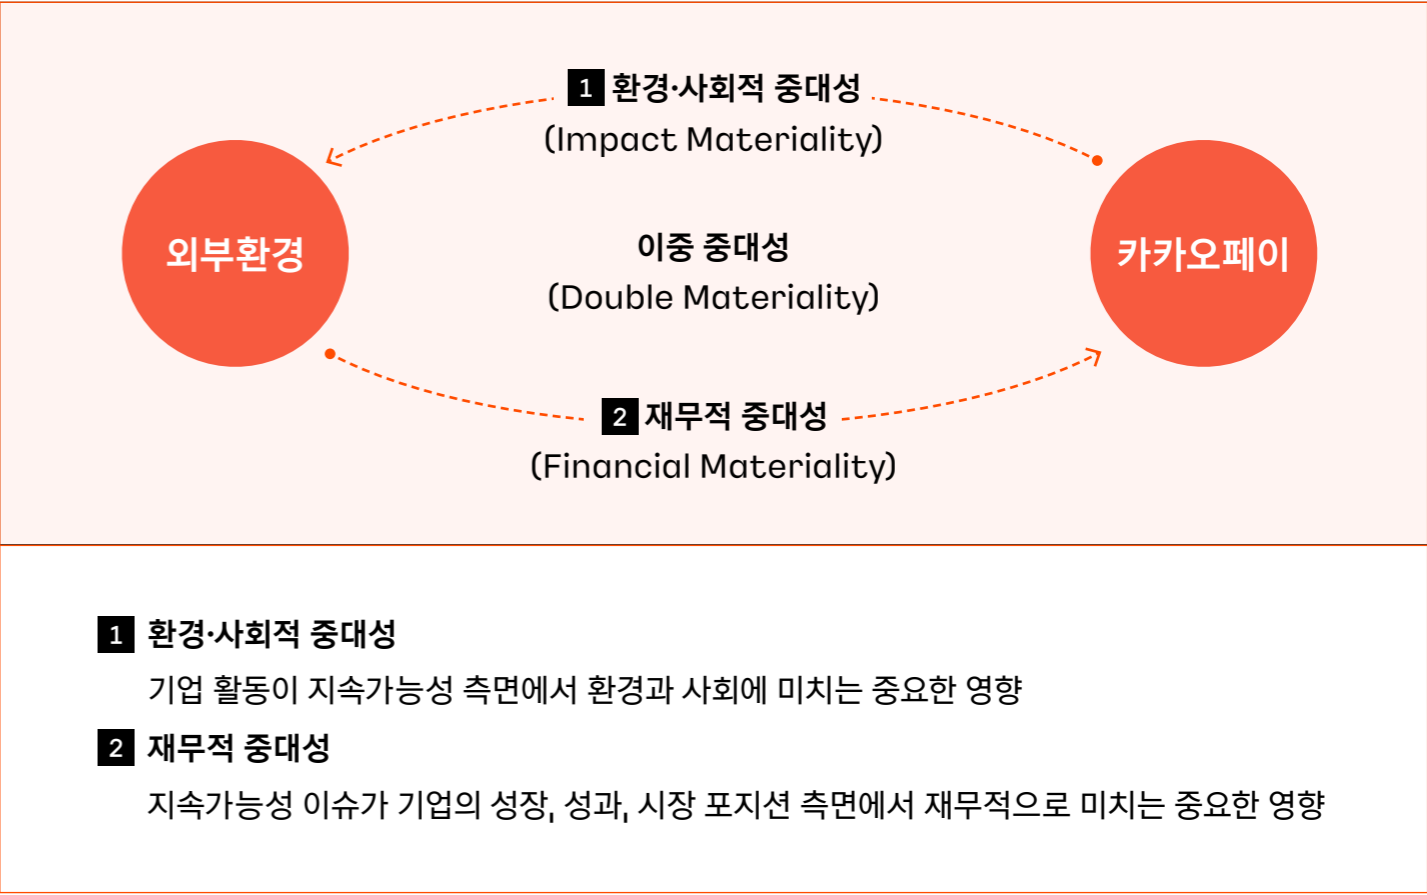 1 환경·사회적 중대성
(Impact Materiality)
외부환경
이중 중대성
(Double Materiality)
카카오페이
2 재무적 중대성
(Financial Materiality)
1 환경·사회적 중대성
기업 활동이 지속가능성 측면에서 환경과 사회에 미치는 중요한 영향
2 재무적 중대성
지속가능성 이슈가 기업의 성장, 성과, 시장 포지션 측면에서 재무적으로 미치는 중요한 영향